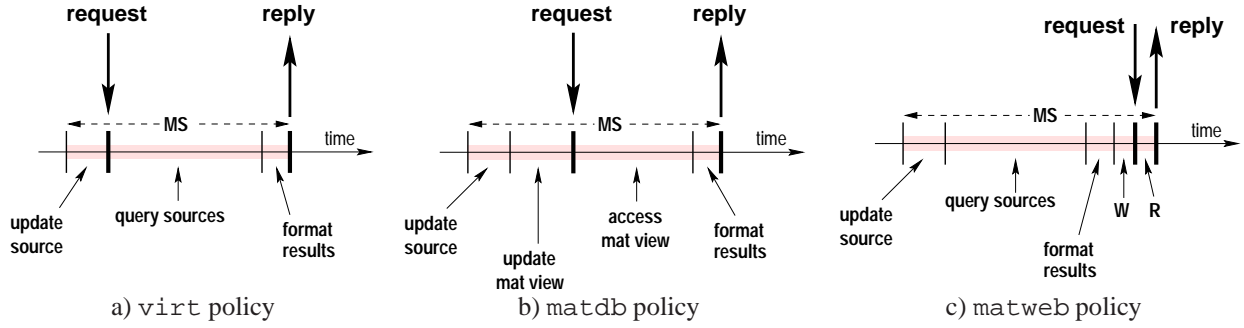 request
reply
MS
time
update
source
query sources
format
results
a) virt policy
request
reply
MS
time
update
source
update
mat view
access
mat view
format
results
b) matdb policy
request
reply
MS
time
update
source
query sources
format
results
W
R
c) matweb policy